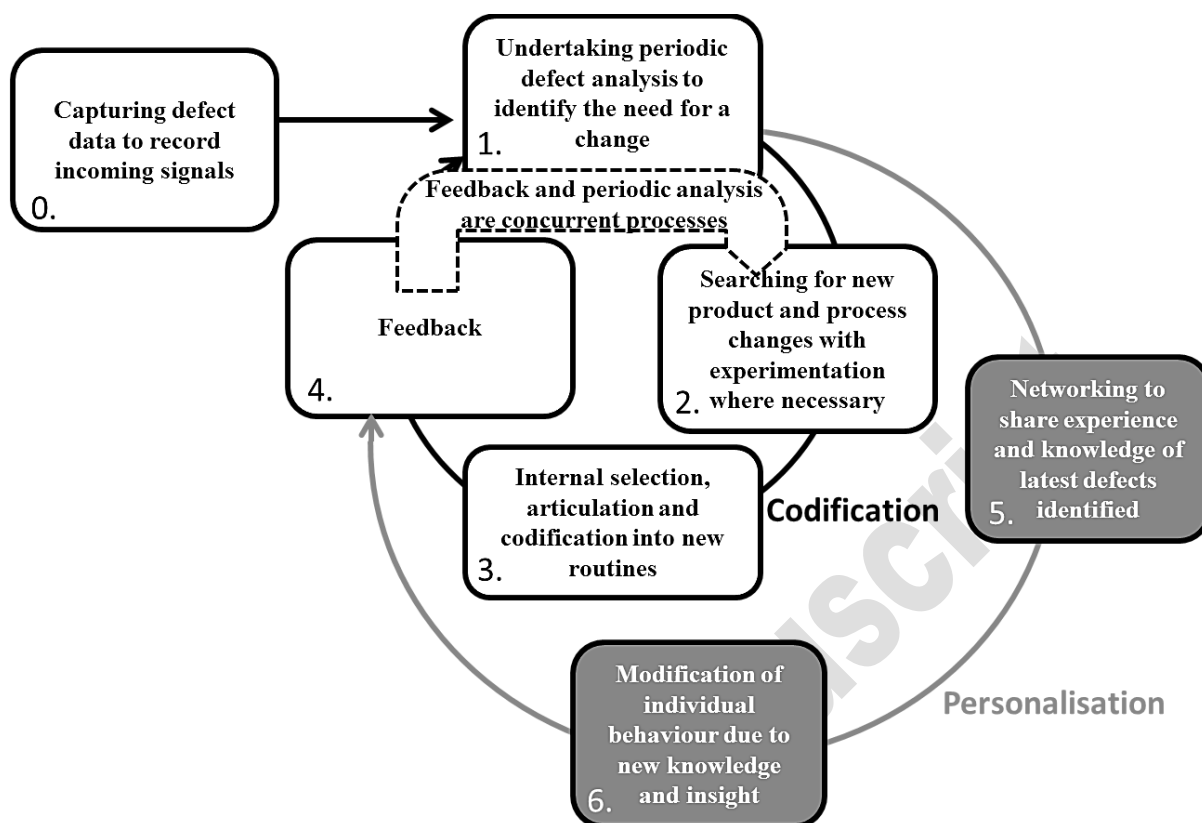 Capturing defect
data to record
incoming signals
0.
Undertaking periodic
defect analysis to
identify the need for a
change
1.
Feedback and periodic analysis
are concurrent processes
Searching for new
product and process
changes with
experimentation
where necessary
2.
Feedback
4.
Internal selection,
articulation and
codification into new
routines
3.
Codification
Networking to
share experience
and knowledge of
latest defects
identified
5.
Modification of
individual
behaviour due to
new knowledge
and insight
6.
Personalisation